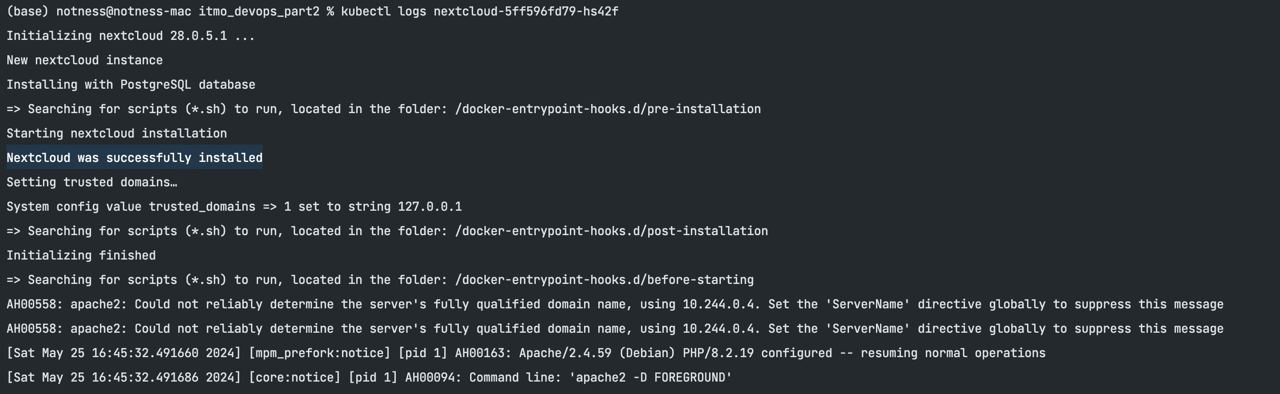 (base) notness@notness-mac itmo_devops_part2 % kubectl logs nextcloud-5ff596fd79-hs42f
Initializing nextcloud 28.0.5.1 ...
New nextcloud instance
Installing with PostgreSQL database
=> Searching for scripts (*.sh) to run, located in the folder: /docker-entrypoint-hooks.d/pre-installation
Starting nextcloud installation
Nextcloud was successfully installed
Setting trusted domains…
System config value trusted_domains => 1 set to string 127.0.0.1
=> Searching for scripts (*.sh) to run, located in the folder: /docker-entrypoint-hooks.d/post-installation
Initializing finished
=> Searching for scripts (*.sh) to run, located in the folder: /docker-entrypoint-hooks.d/before-starting
AH00558: apache2: Could not reliably determine the server's fully qualified domain name, using 10.244.0.4. Set the 'ServerName' directive globally to suppress this message
AH00558: apache2: Could not reliably determine the server's fully qualified domain name, using 10.244.0.4. Set the 'ServerName' directive globally to suppress this message
[Sat May 25 16:45:32.491660 2024] [mpm_prefork:notice] [pid 1] AH00163: Apache/2.4.59 (Debian) PHP/8.2.19 configured -- resuming normal operations
[Sat May 25 16:45:32.491686 2024] [core:notice] [pid 1] AH00094: Command line: 'apache2 -D FOREGROUND'